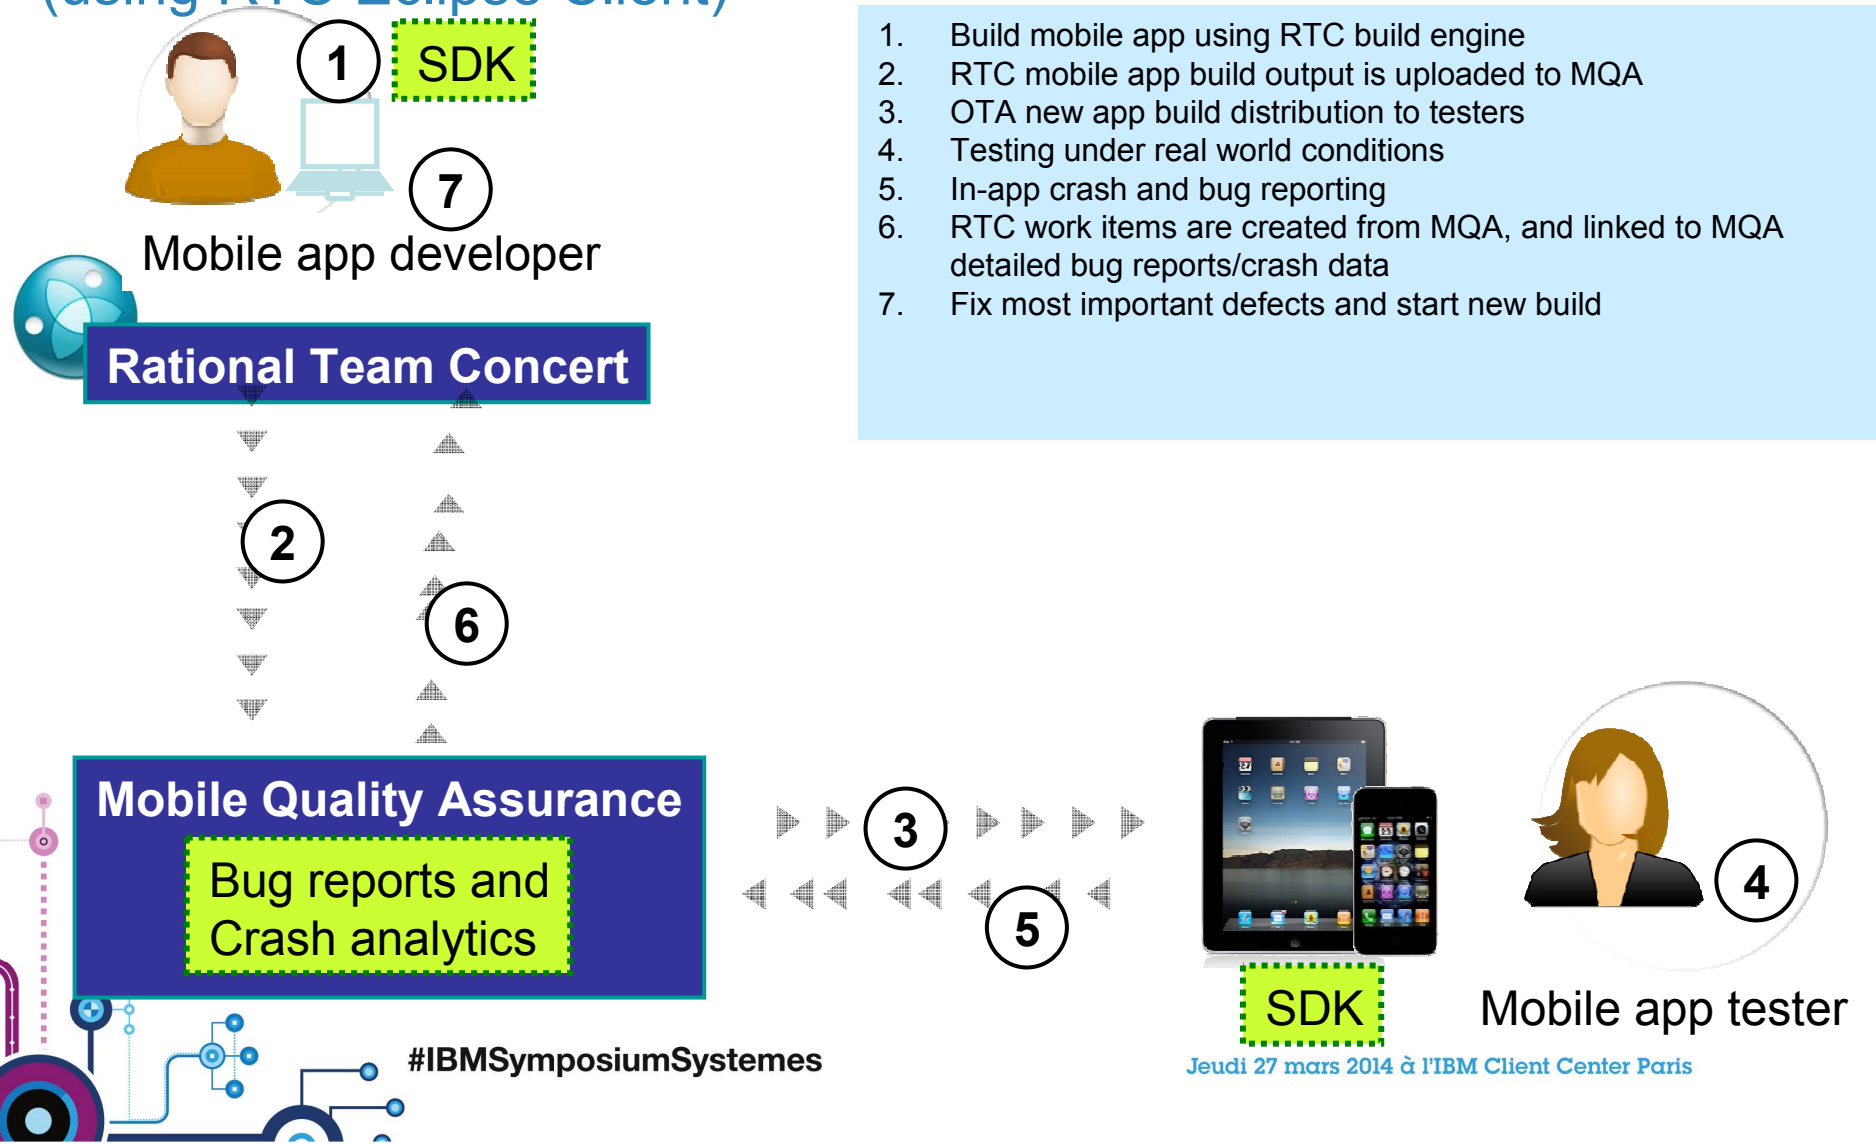 (using RTC Eclipse Client)
1
SDK
7
Mobile app developer
1. Build mobile app using RTC build engine
2. RTC mobile app build output is uploaded to MQA
3. OTA new app build distribution to testers
4. Testing under real world conditions
5. In-app crash and bug reporting
6. RTC work items are created from MQA, and linked to MQA
detailed bug reports/crash data
7. Fix most important defects and start new build
Rational Team Concert
2
6
Mobile Quality Assurance
Bug reports and
Crash analytics
3
5
4
SDK
Mobile app tester
#IBMSymposiumSystemes
Jeudi 27 mars 2014 à l'IBM Client Center Paris